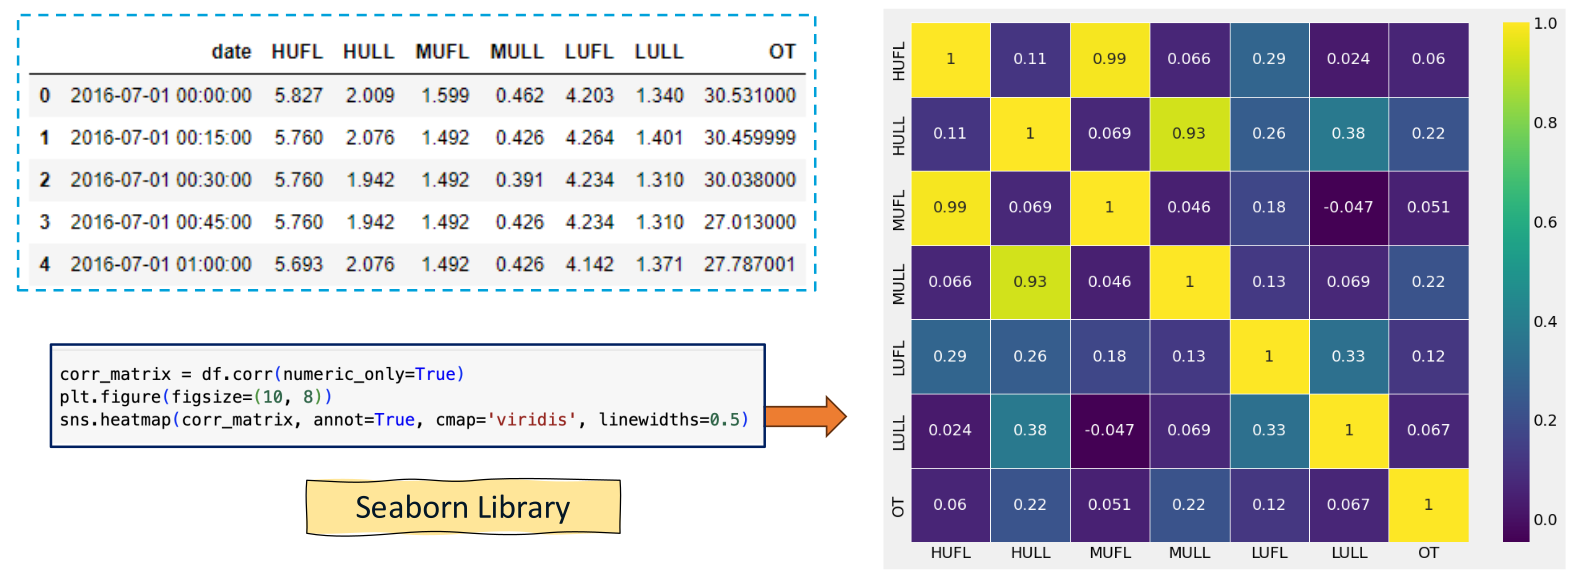 date HUFL HULL MUFL MULL LUFL LULL OT
0 2016-07-01 00:00:00 5.827 2.009 1.599 0.462 4.203 1.340 30.531000
1 2016-07-01 00:15:00 5.760 2.076 1.492 0.426 4.264 1.401 30.459999
2 2016-07-01 00:30:00 5.760 1.942 1.492 0.391 4.234 1.310 30.038000
3 2016-07-01 00:45:00 5.760 1.942 1.492 0.426 4.234 1.310 27.013000
4 2016-07-01 01:00:00 5.693 2.076 1.492 0.426 4.142 1.371 27.787001
corr_matrix = df.corr(numeric_only=True)
plt.figure(figsize=(10, 8))
sns.heatmap(corr_matrix, annot=True, cmap='viridis', linewidths=0.5)
Seaborn Library
HUFL 1 0.11 0.99 0.066 0.29 0.024 0.06
HULL 0.11 1 0.069 0.93 0.26 0.38 0.22
MUFL 0.99 0.069 1 0.046 0.18 -0.047 0.051
MULL 0.066 0.93 0.046 1 0.13 0.069 0.22
LUFL 0.29 0.26 0.18 0.13 1 0.33 0.12
LULL 0.024 0.38 -0.047 0.069 0.33 1 0.067
OT 0.06 0.22 0.051 0.22 0.12 0.067 1
HUFL HULL MUFL MULL LUFL LULL OT
1.0
0.8
0.6
0.4
0.2
0.0